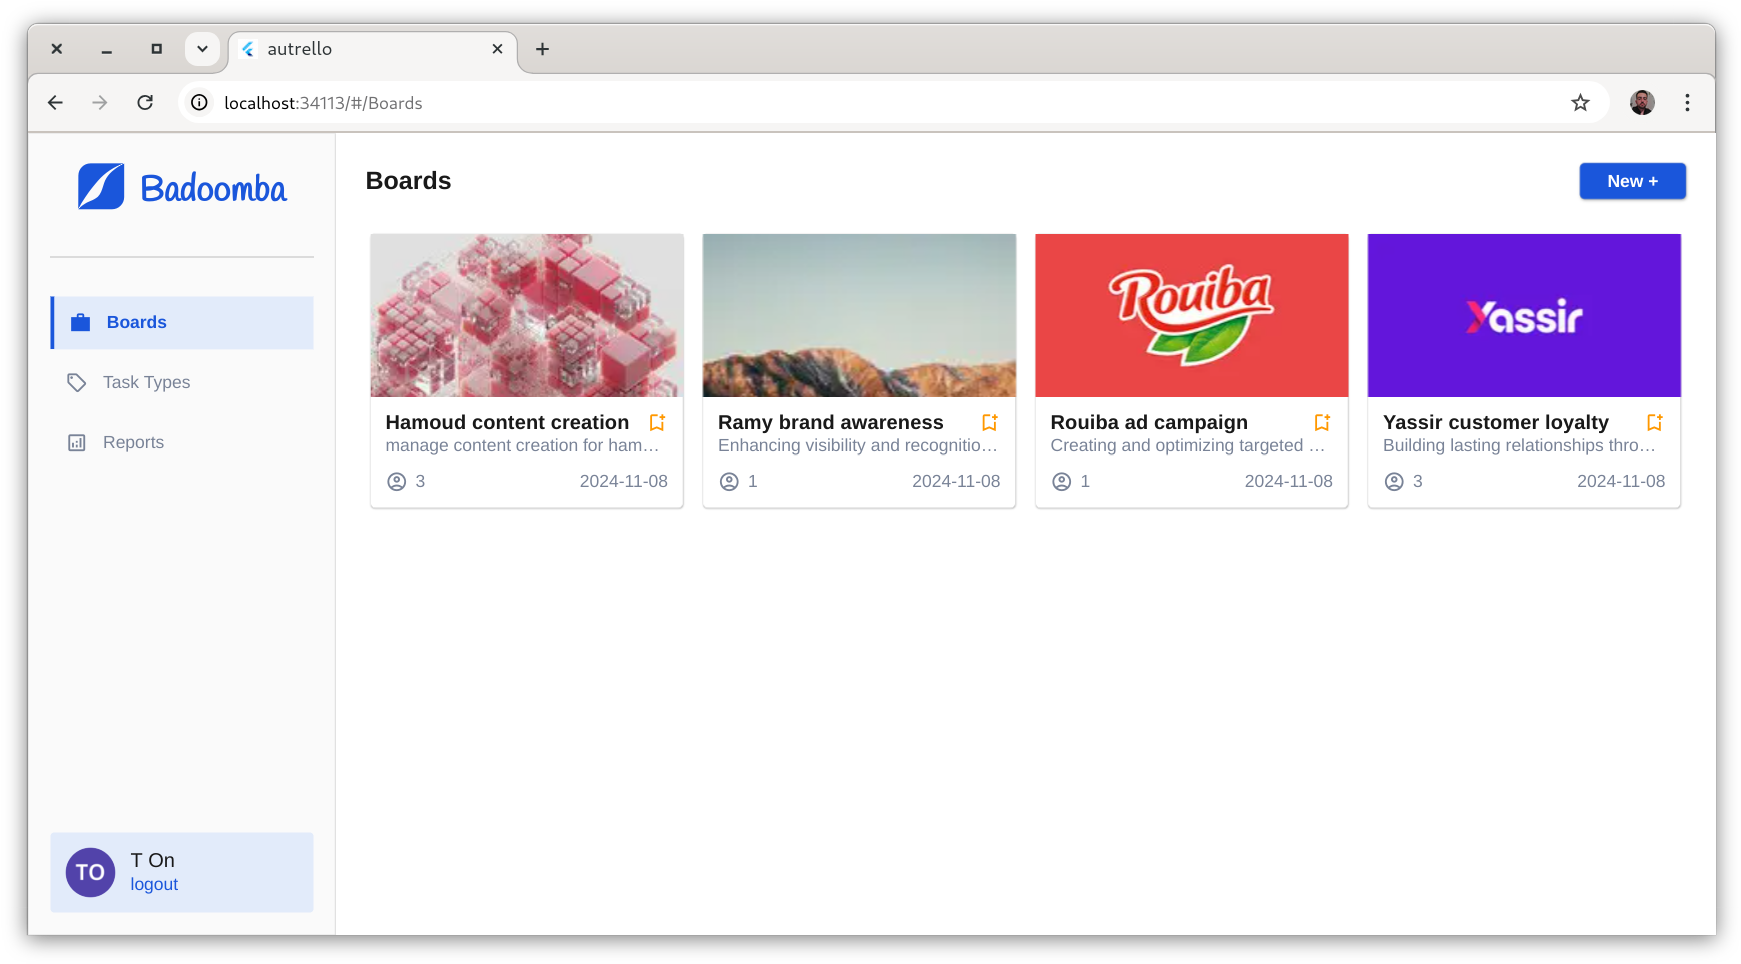 autrello
localhost:34113/#/Boards
Badoomba
Boards
Task Types
Reports
TO
T On
logout
Boards
New +
Hamoud content creation
manage content creation for ham…
3
2024-11-08
Ramy brand awareness
Enhancing visibility and recognitio…
1
2024-11-08
Rouiba
Rouiba ad campaign
Creating and optimizing targeted …
1
2024-11-08
Yassir
Yassir customer loyalty
Building lasting relationships thro…
3
2024-11-08